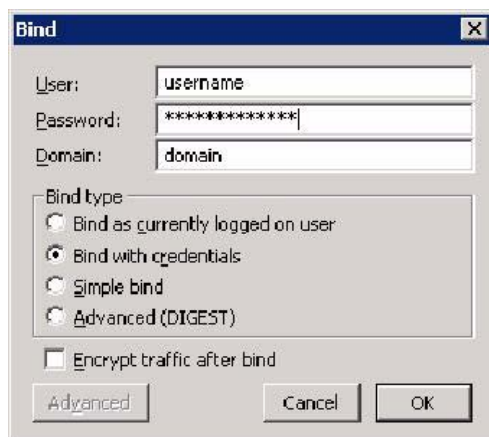 Bind
User: username
Password: *************
Domain: domain
Bind type
Bind as currently logged on user
Bind with credentials
Simple bind
Advanced (DIGEST)
Encrypt traffic after bind
Advanced Cancel OK